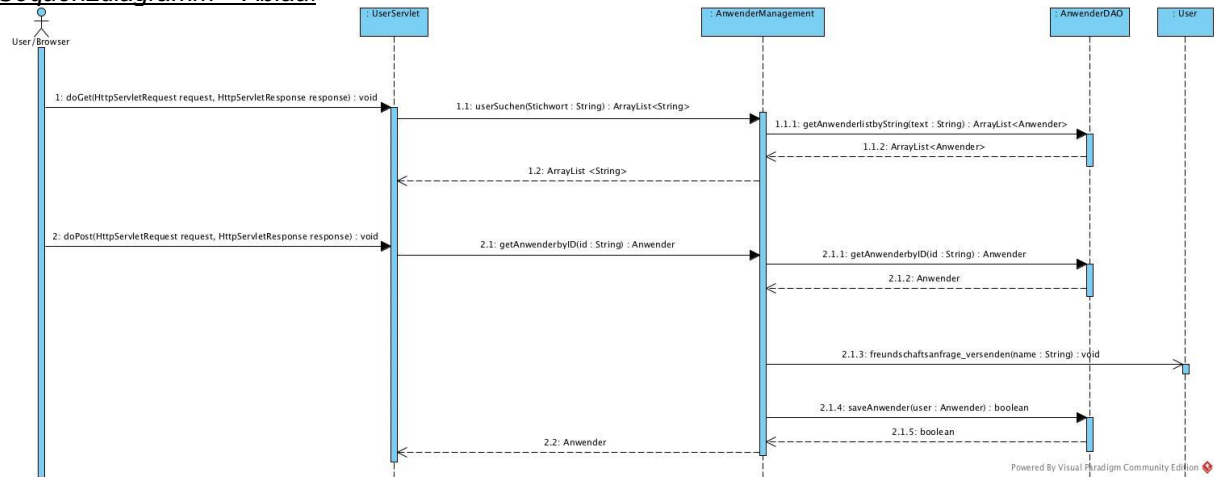 Sequenzdiagramm - Ablauf
: UserServlet
: AnwenderManagement
: AnwenderDAO
: User
User/Browser
1: doGet(HttpServletRequest request, HttpServletResponse response) : void
1.1: userSuchen(Stichwort : String) : ArrayList<String>
1.1.1: getAnwenderlistbyString(text : String) : ArrayList<Anwender>
1.1.2: ArrayList<Anwender>
1.2: ArrayList <String>
2: doPost(HttpServletRequest request, HttpServletResponse response) : void
2.1: getAnwenderbyID(id : String) : Anwender
2.1.1: getAnwenderbyID(id : String) : Anwender
2.1.2: Anwender
2.1.3: freundschaftsanfrage_versenden(name : String) : void
2.1.4: saveAnwender(user : Anwender) : boolean
2.1.5: boolean
2.2: Anwender
Powered By Visual Paradigm Community Edition